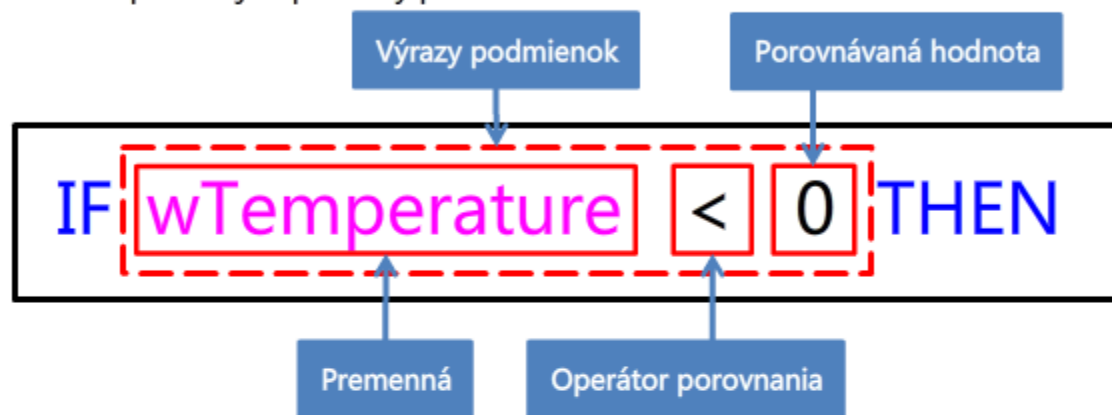 Výrazy podmienok
Porovnávaná hodnota
IF wTemperature < 0 THEN
Premenná
Operátor porovnania